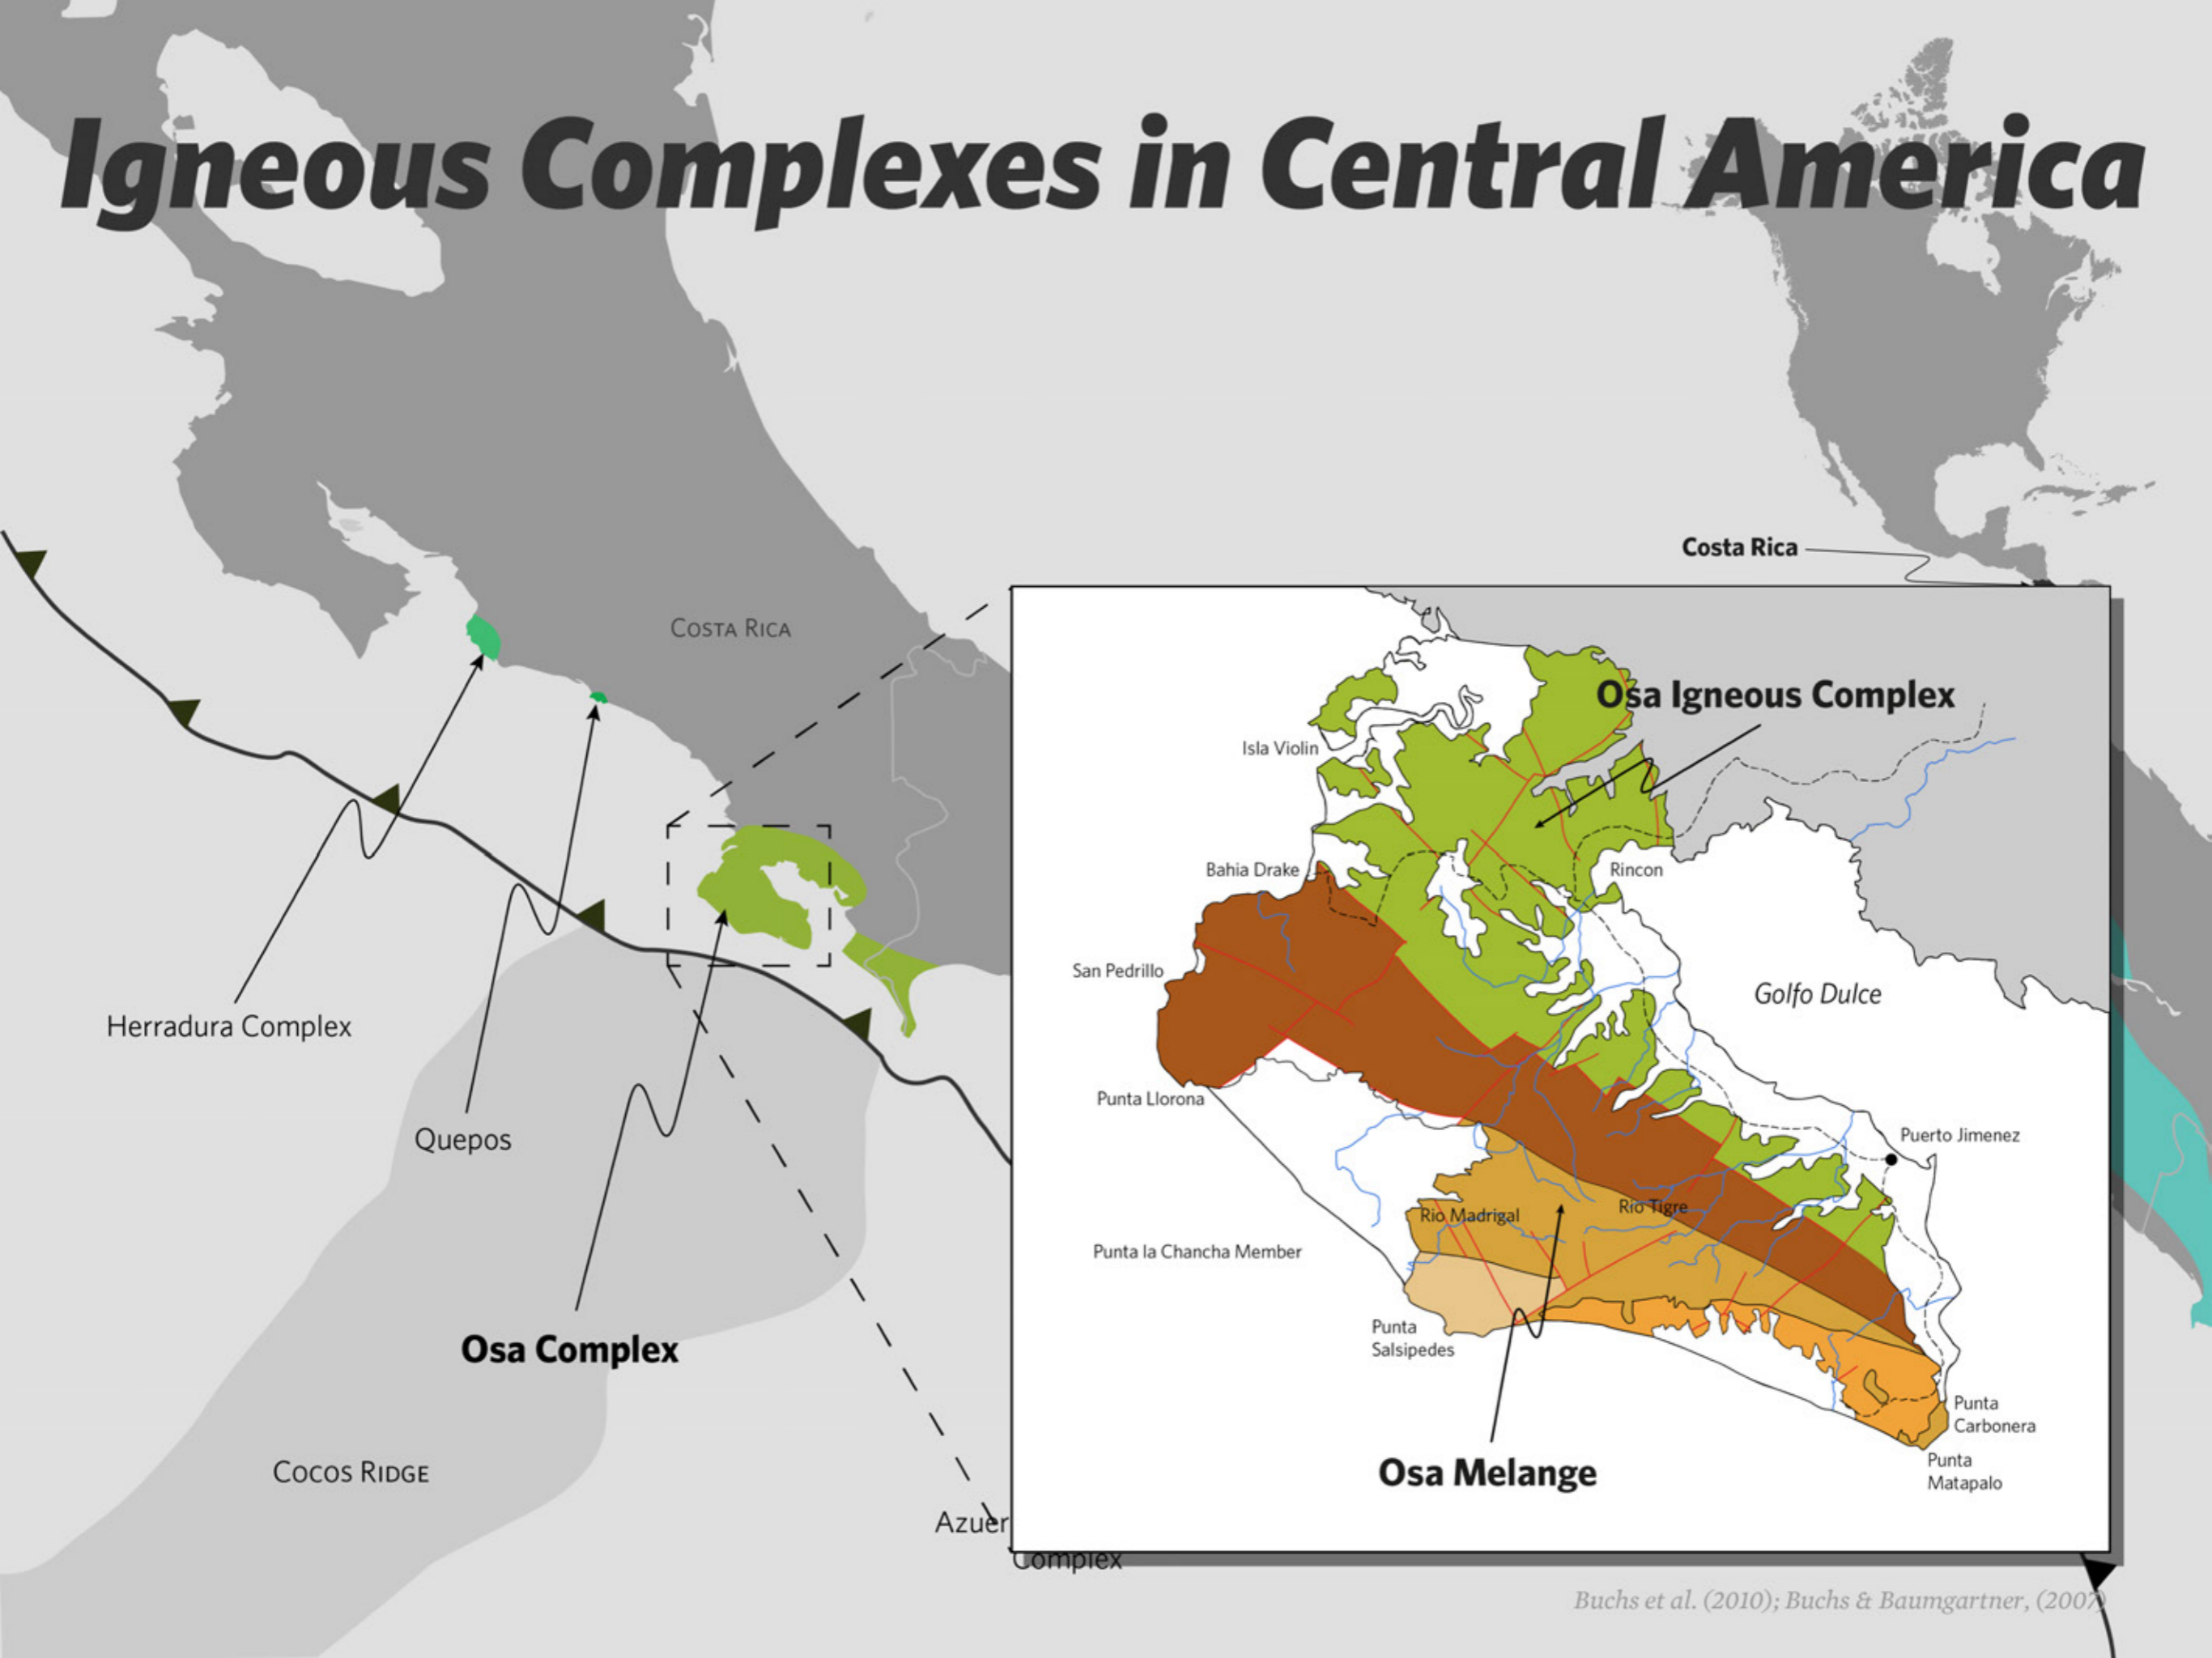 Igneous Complexes in Central America
Costa Rica
Costa Rica
Osa Igneous Complex
Isla Violin
Bahia Drake
Rincon
San Pedrillo
Golfo Dulce
Herradura Complex
Punta Llorona
Quepos
Puerto Jimenez
Rio Madrigal
Rio Tigre
Punta la Chancha Member
Punta
Salsipedes
Osa Complex
Punta
Carbonera
Punta
Matapalo
Osa Melange
Cocos Ridge
Azuer
Complex
Buchs et al. (2010); Buchs & Baumgartner, (2007)